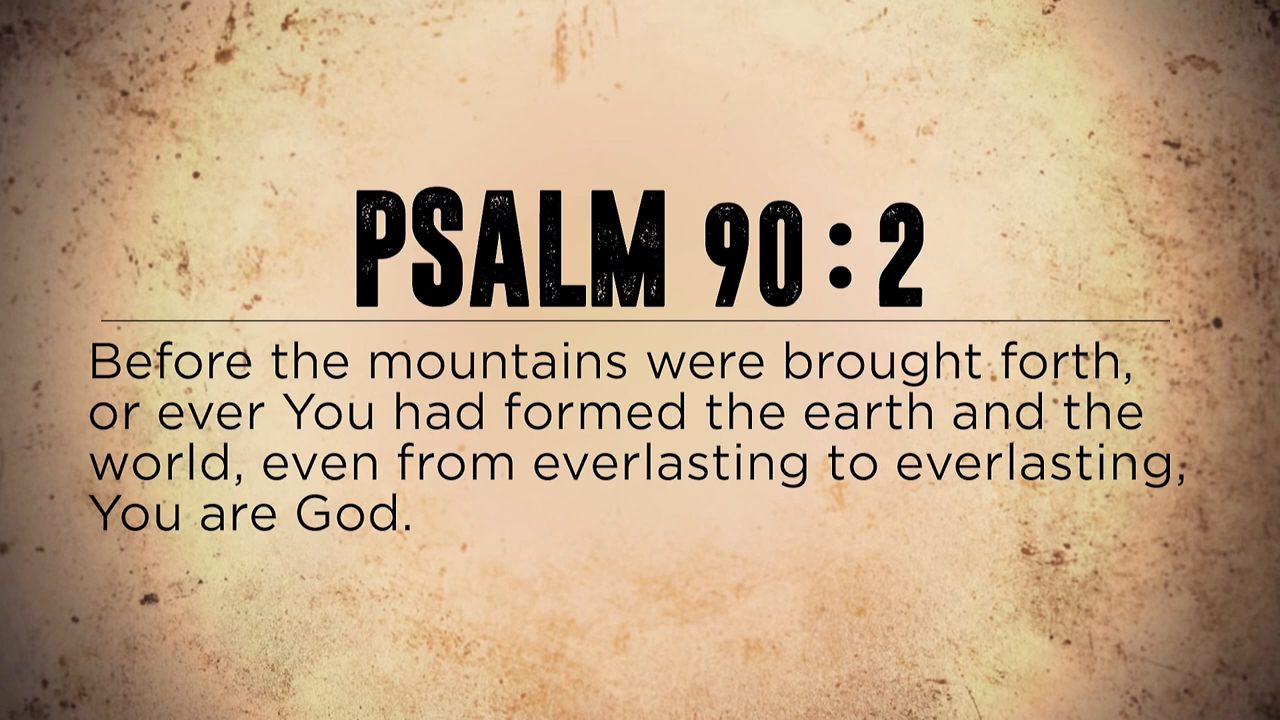 PSALM 90:2
Before the mountains were brought forth,
or ever You had formed the earth and the
world, even from everlasting to everlasting,
You are God.